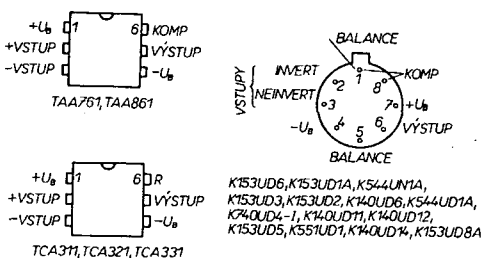 +U_B 1 6 KOMP
+VSTUP VÝSTUP
-VSTUP -U_B
TAA761, TAA861
+U_B 1 6 R
+VSTUP VÝSTUP
-VSTUP -U_B
TCA311, TCA321, TCA331
BALANCE
VSTUPY
INVERT
NEINVERT
KOMP
1
2 8
3 7 +U_B
-U_B 4 6 VÝSTUP
5
BALANCE
K153UD6, K153UD1A, K544UN1A,
K153UD3, K153UD2, K140UD6, K544UD1A,
K740UD4-I, K140UD11, K140UD12,
K153UD5, K551UD1, K140UD14, K153UD8A